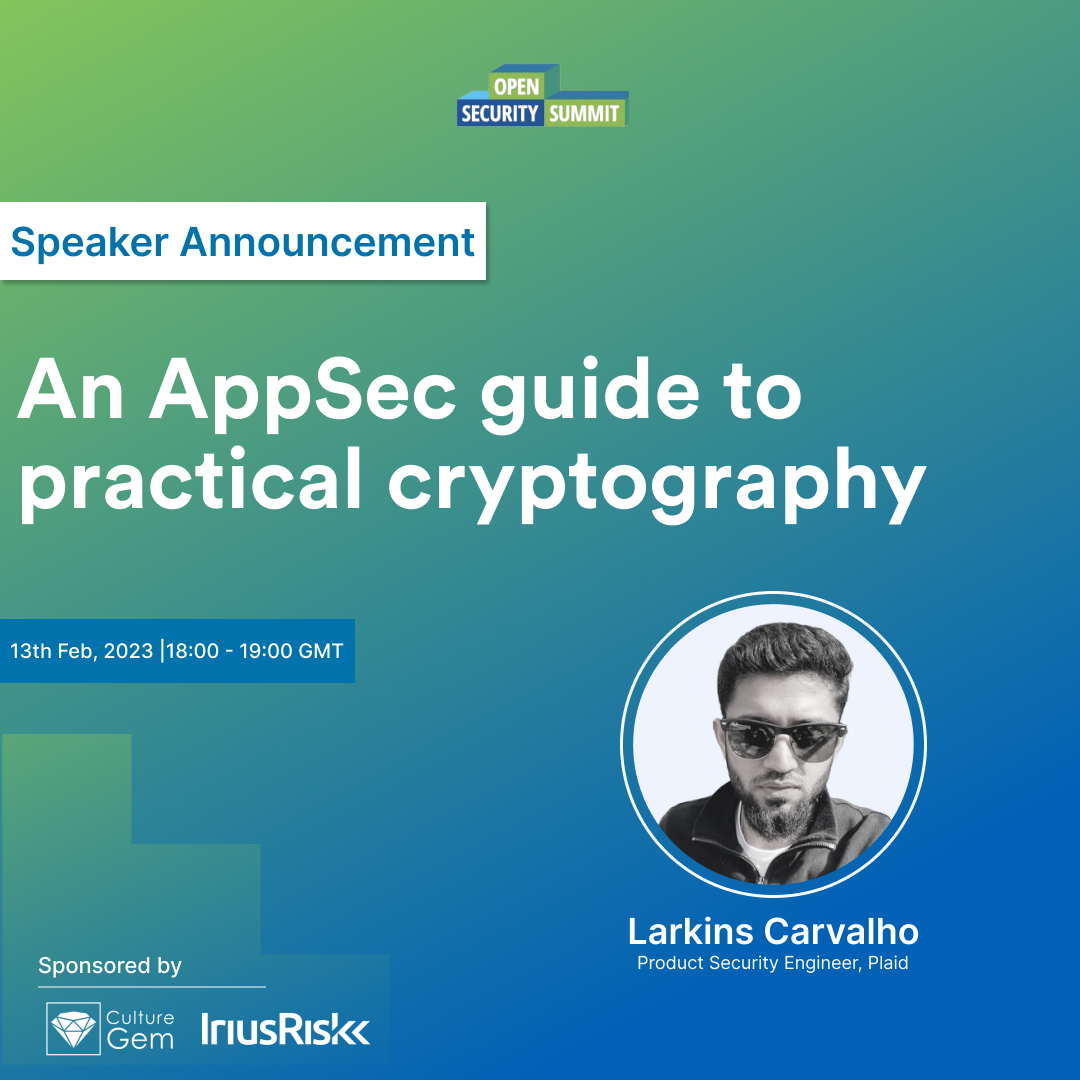 OPEN
SECURITY SUMMIT
Speaker Announcement
An AppSec guide to
practical cryptography
13th Feb, 2023 |18:00 - 19:00 GMT
Larkins Carvalho
Product Security Engineer, Plaid
Sponsored by
Culture
Gem
IriusRisk